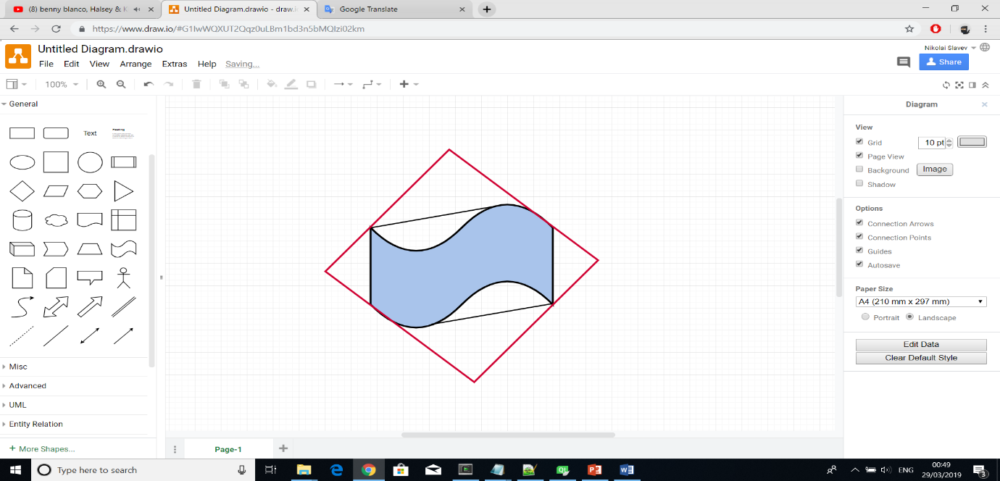 (8) benny blanco, Halsey & K
Untitled Diagram.drawio - draw.i
Google Translate
https://www.draw.io/#G1IwWQXUT2Qqz0uLBm1bd3n5bMQIzi02km
Untitled Diagram.drawio
Nikolai Slavev
File Edit View Arrange Extras Help Saving...
Share
100%
General
Diagram
View
Text
Heading
Grid 10 pt
Page View
Background Image
Shadow
Options
Connection Arrows
Connection Points
Guides
Autosave
Paper Size
A4 (210 mm x 297 mm)
Portrait Landscape
Edit Data
Clear Default Style
Misc
Advanced
UML
Entity Relation
+ More Shapes...
Page-1
Type here to search
ENG
00:49
29/03/2019
3